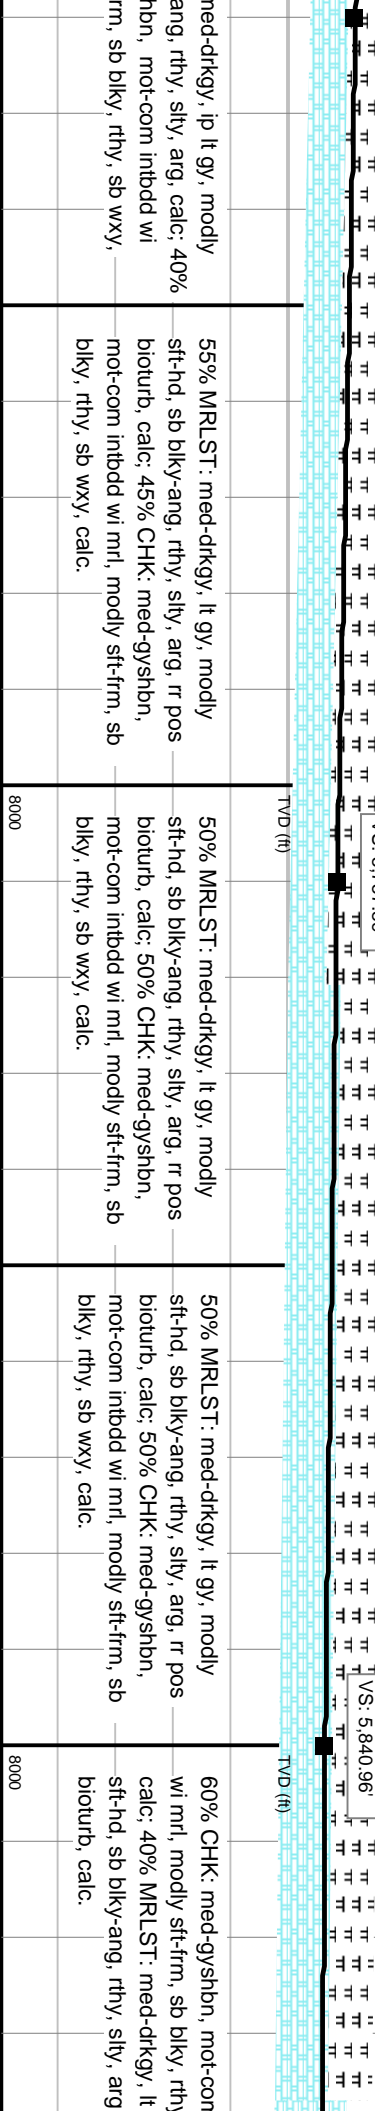 med-drkgy, ip lt gy, modly
ang, rthy, slty, arg, calc; 40%
mot-com intbdd wi
rm, sb blky, rthy, sb wxy,
55% MRLST: med-drkgy, lt gy, modly
sft-hd, sb blky-ang, rthy, slty, arg, rr pos
bioturb, calc; 45% CHK: med-gyshbn,
mot-com intbdd wi mrl, modly sft-frm, sb
blky, rthy, sb wxy, calc.
TVD (ft)
8000
50% MRLST: med-drkgy, lt gy, modly
sft-hd, sb blky-ang, rthy, slty, arg, rr pos
bioturb, calc; 50% CHK: med-gyshbn,
mot-com intbdd wi mrl, modly sft-frm, sb
blky, rthy, sb wxy, calc.
50% MRLST: med-drkgy, lt gy, modly
sft-hd, sb blky-ang, rthy, slty, arg, rr pos
bioturb, calc; 50% CHK: med-gyshbn,
mot-com intbdd wi mrl, modly sft-frm, sb
blky, rthy, sb wxy, calc.
VS: 5,840.96'
TVD (ft)
8000
60% CHK: med-gyshbn, mot-com
wi mrl, modly sft-frm, sb blky, rthy
calc; 40% MRLST: med-drkgy, lt
sft-hd, sb blky-ang, rthy, slty, arg
bioturb, calc.